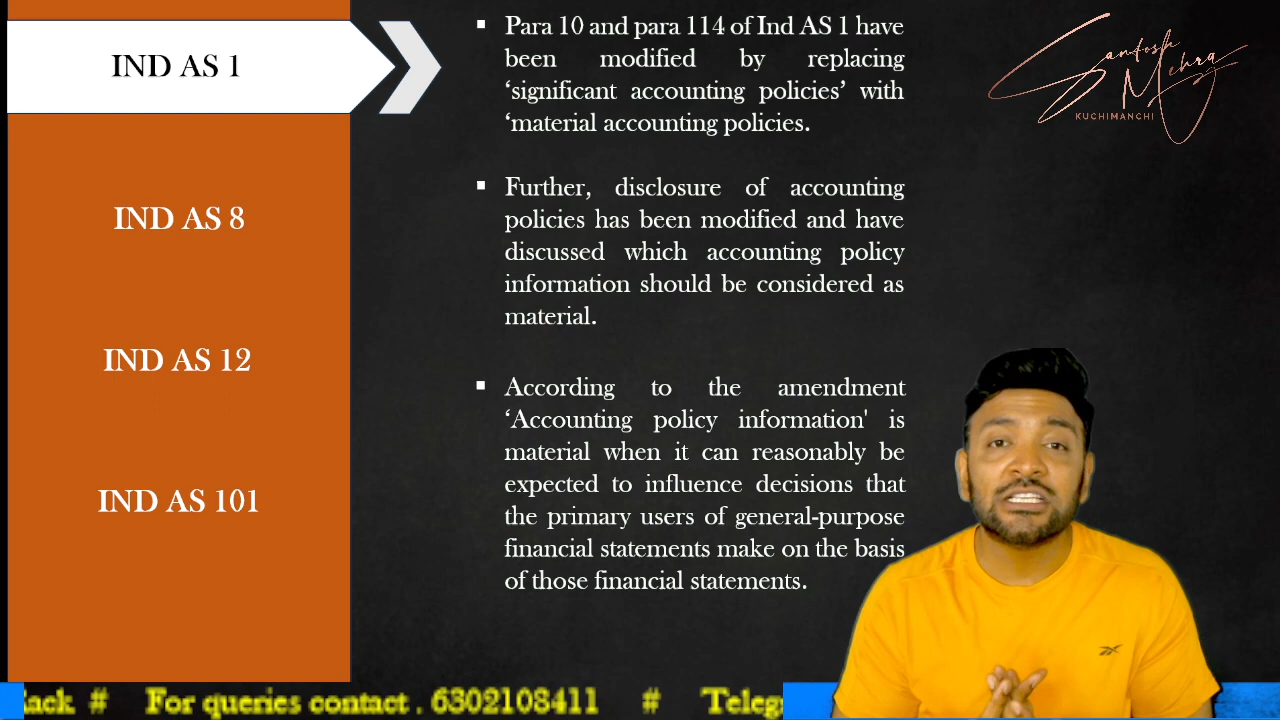 IND AS 1
IND AS 8
IND AS 12
IND AS 101
▪ Para 10 and para 114 of Ind AS 1 have
been modified by replacing
‘significant accounting policies’ with
‘material accounting policies.
▪ Further, disclosure of accounting
policies has been modified and have
discussed which accounting policy
information should be considered as
material.
▪ According to the amendment
‘Accounting policy information' is
material when it can reasonably be
expected to influence decisions that
the primary users of general-purpose
financial statements make on the basis
of those financial statements.
Santosh
Mehra
KUCHIMANCHI
# For queries contact . 6302108411 #